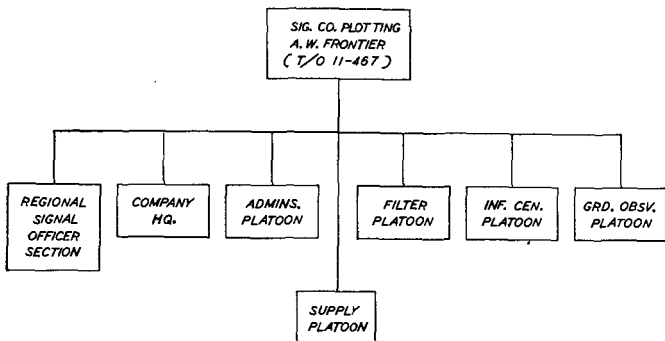 SIG. CO. PLOTTING
A. W. FRONTIER
( T/O 11-467 )
REGIONAL
SIGNAL
OFFICER
SECTION
COMPANY
HQ.
ADMINS.
PLATOON
FILTER
PLATOON
INF. CEN.
PLATOON
GRD. OBSV.
PLATOON
SUPPLY
PLATOON